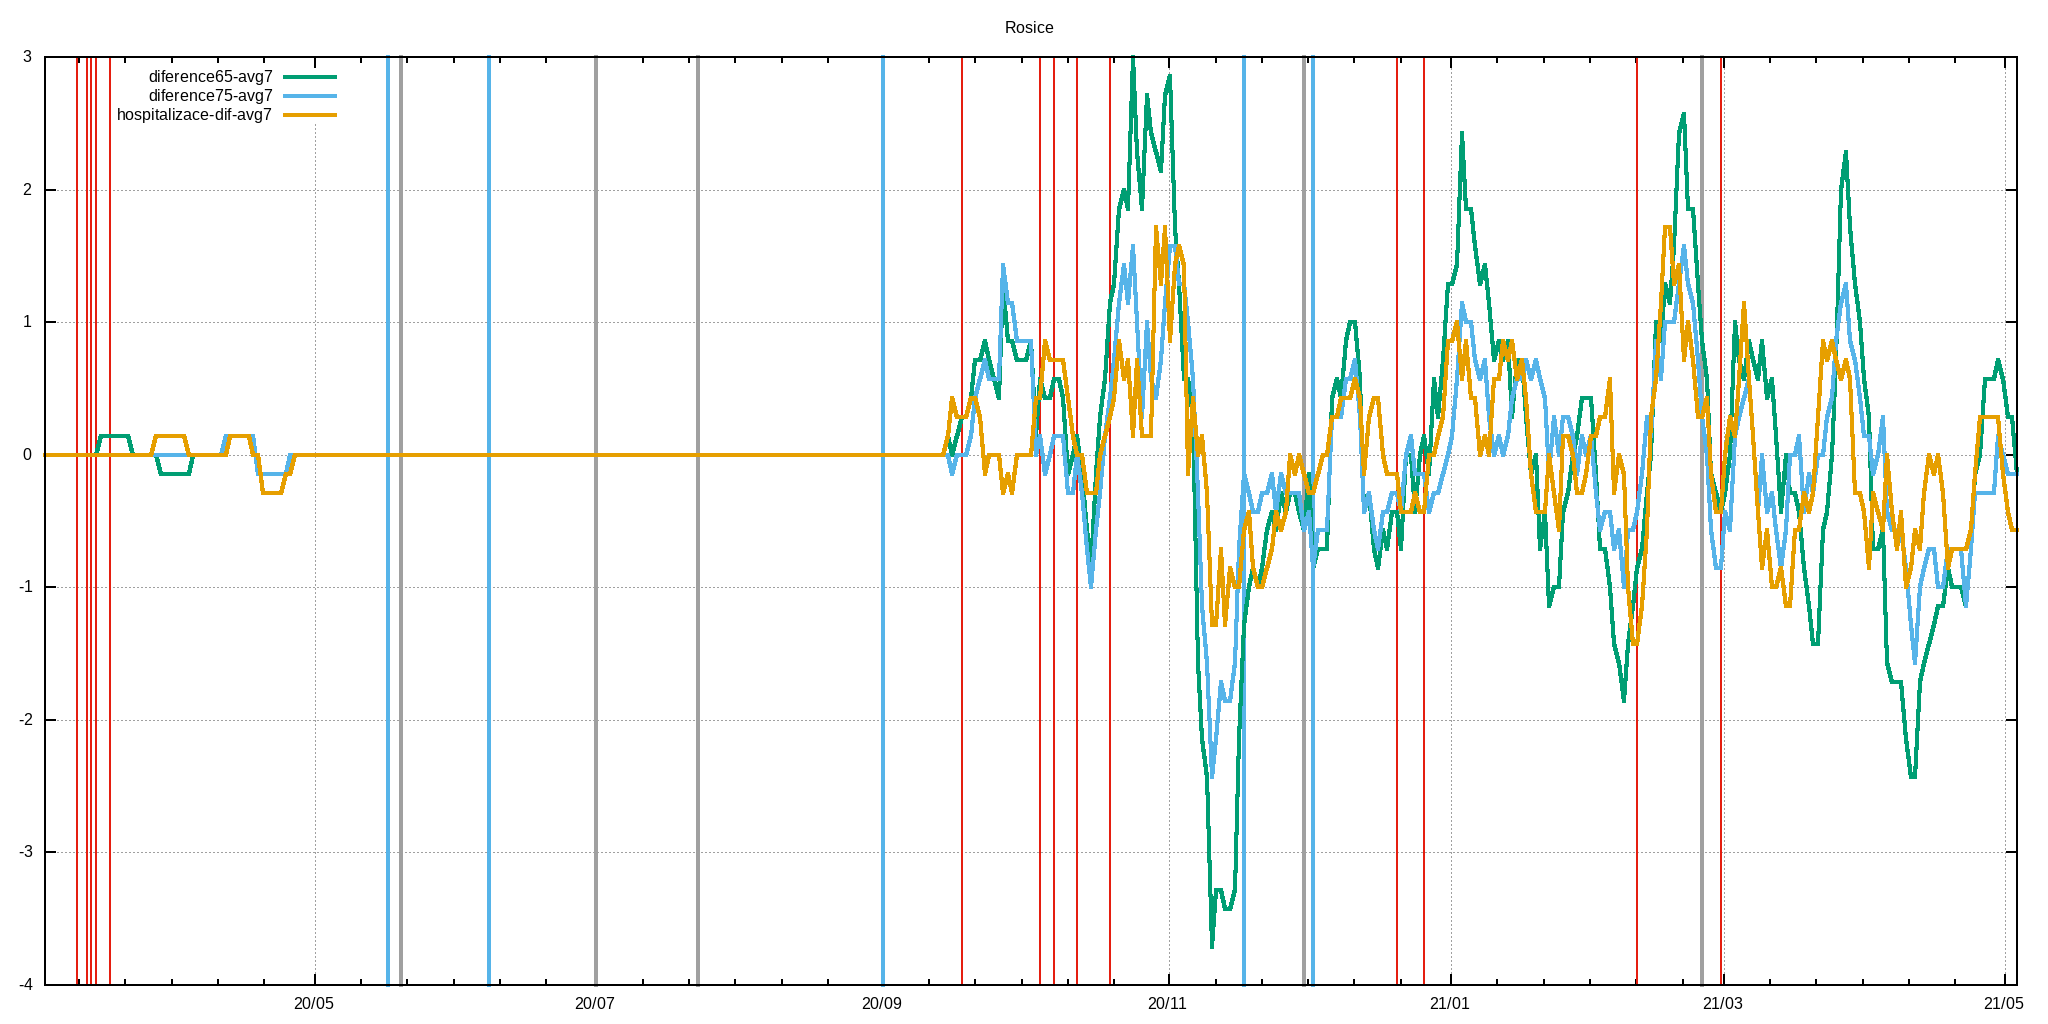 Rosice
3
diference65-avg7
diference75-avg7
hospitalizace-dif-avg7
2
1
0
-1
-2
-3
-4
20/05 20/07 20/09 20/11 21/01 21/03 21/05